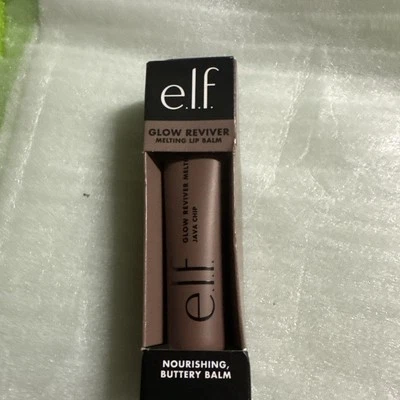 e.l.f.
GLOW REVIVER
MELTING LIP BALM
GLOW REVIVER MELTI
JAVA CHIP
e.l.f.
NOURISHING,
BUTTERY BALM